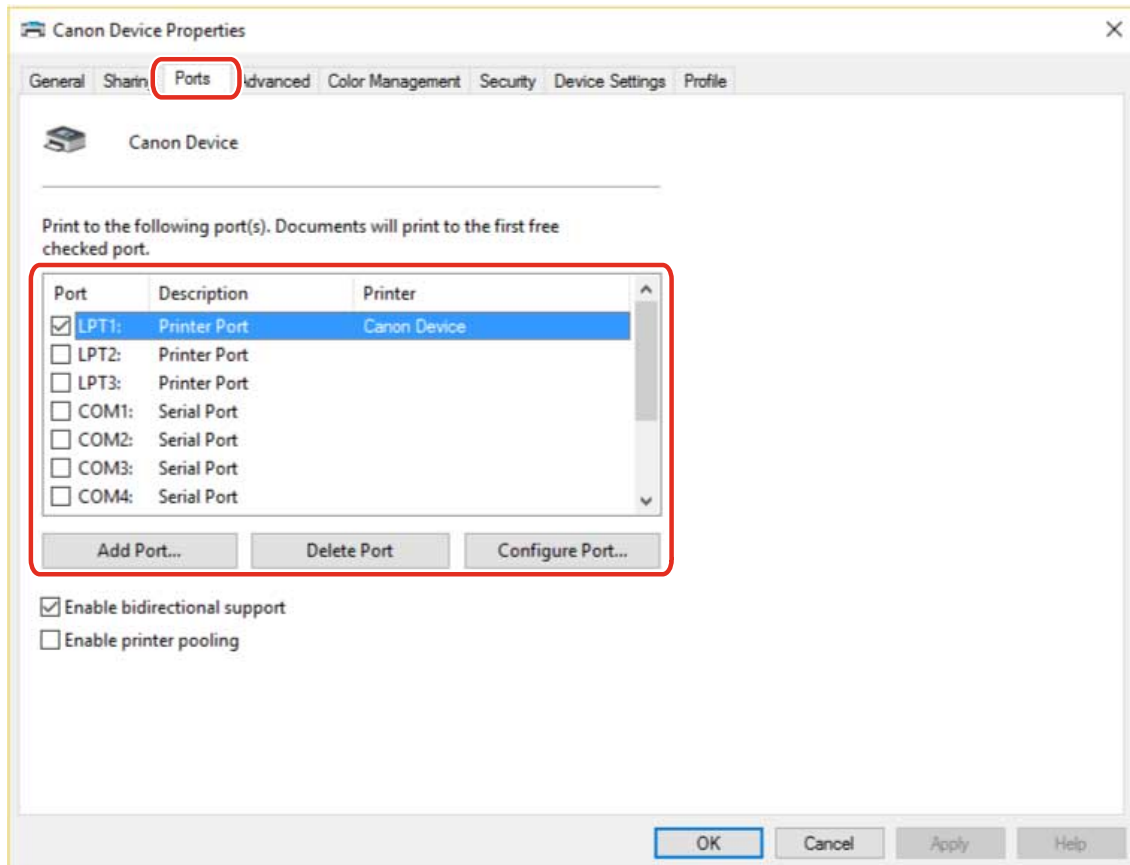 Canon Device Properties
General Sharing Ports Advanced Color Management Security Device Settings Profile
Canon Device
Print to the following port(s). Documents will print to the first free
checked port.
Port Description Printer
LPT1: Printer Port Canon Device
LPT2: Printer Port
LPT3: Printer Port
COM1: Serial Port
COM2: Serial Port
COM3: Serial Port
COM4: Serial Port
Add Port... Delete Port Configure Port...
Enable bidirectional support
Enable printer pooling
OK Cancel Apply Help